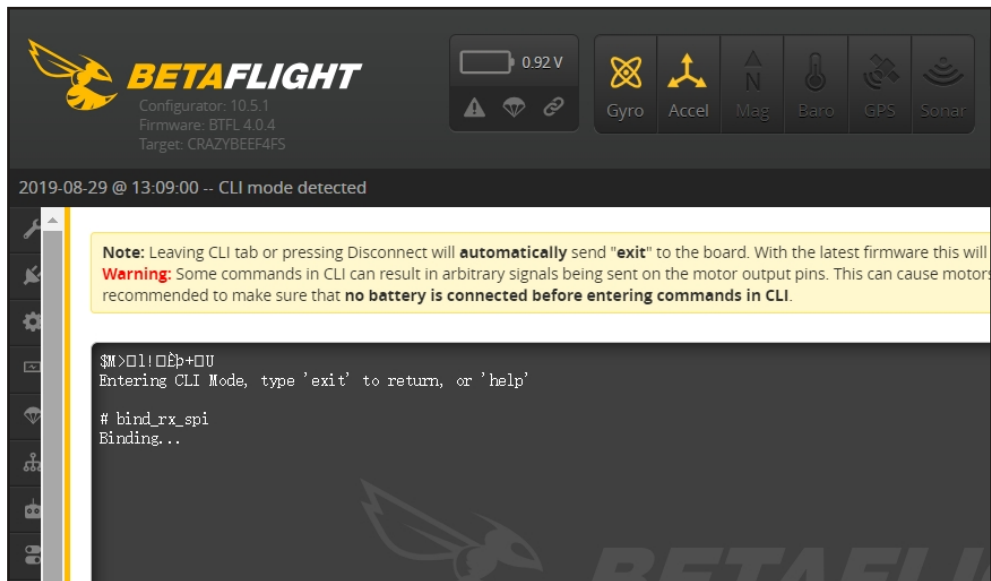 BETAFLIGHT
Configurator: 10.5.1
Firmware: BTFL 4.0.4
Target: CRAZYBEEF4FS
0.92 V
Gyro
Accel
N
Mag
Baro
GPS
Sonar
2019-08-29 @ 13:09:00 -- CLI mode detected
Note: Leaving CLI tab or pressing Disconnect will automatically send "exit" to the board. With the latest firmware this will
Warning: Some commands in CLI can result in arbitrary signals being sent on the motor output pins. This can cause motors
recommended to make sure that no battery is connected before entering commands in CLI.
$M>□l!□Èþ+□U
Entering CLI Mode, type 'exit' to return, or 'help'
# bind_rx_spi
Binding...
BETAFLIG